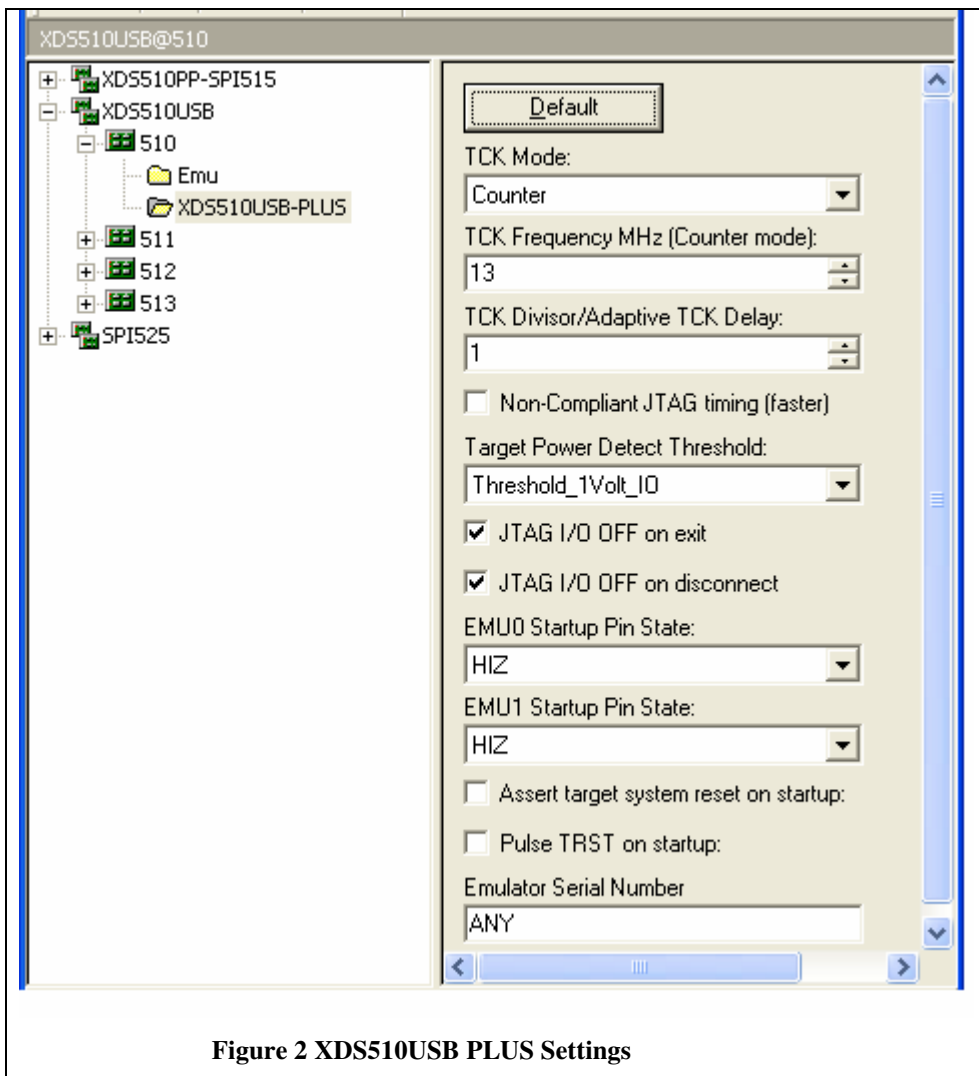 XDS510USB@510
XDS510PP-SPI515
XDS510USB
510
Emu
XDS510USB-PLUS
511
512
513
SPI525
Default
TCK Mode:
Counter
TCK Frequency MHz (Counter mode):
13
TCK Divisor/Adaptive TCK Delay:
1
Non-Compliant JTAG timing (faster)
Target Power Detect Threshold:
Threshold_1Volt_IO
JTAG I/O OFF on exit
JTAG I/O OFF on disconnect
EMU0 Startup Pin State:
HIZ
EMU1 Startup Pin State:
HIZ
Assert target system reset on startup:
Pulse TRST on startup:
Emulator Serial Number
ANY
Figure 2 XDS510USB PLUS Settings